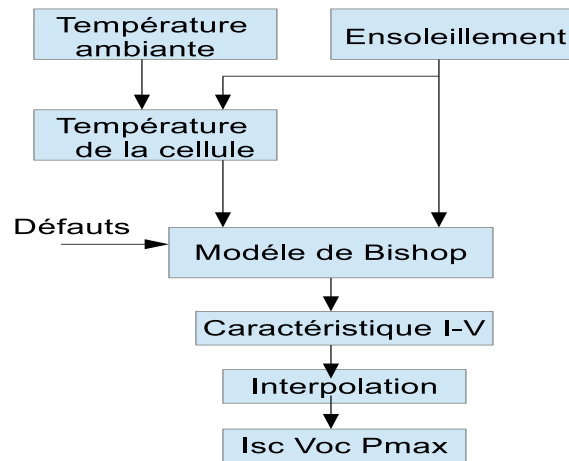 Température
ambiante
Ensoleillement
Température
de la cellule
Défauts
Modéle de Bishop
Caractéristique I-V
Interpolation
Isc Voc Pmax